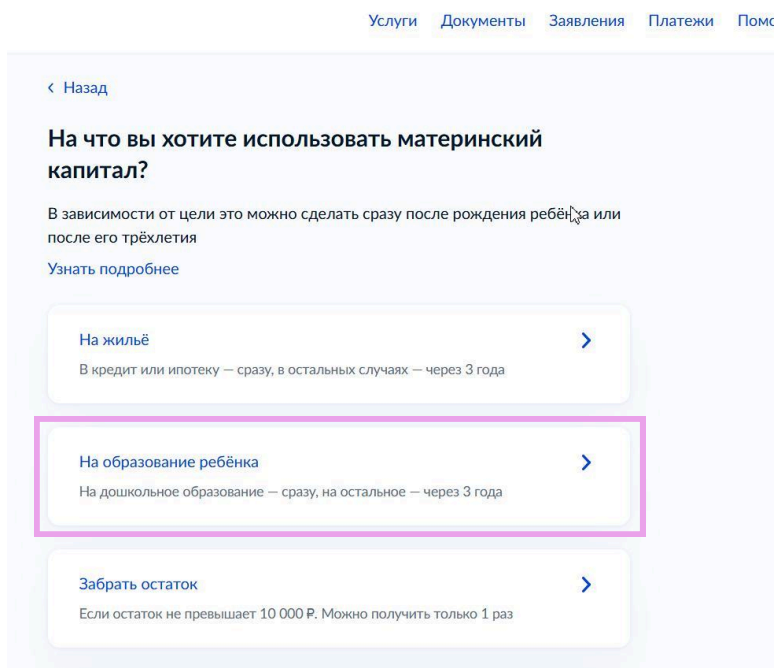 Услуги Документы Заявления Платежи
Назад
На что вы хотите использовать материнский
капитал?
В зависимости от цели это можно сделать сразу после рождения ребёнка или
после его трёхлетия
Узнать подробнее
На жильё
В кредит или ипотеку — сразу, в остальных случаях — через 3 года
На образование ребёнка
На дошкольное образование — сразу, на остальное — через 3 года
Забрать остаток
Если остаток не превышает 10 000 ₽. Можно получить только 1 раз